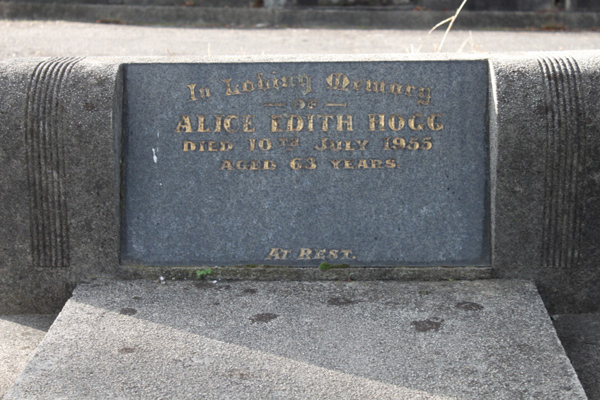 In Loving Memory
— OF —
ALICE EDITH HOGG
DIED 10TH JULY 1955
AGED 63 YEARS
AT REST.